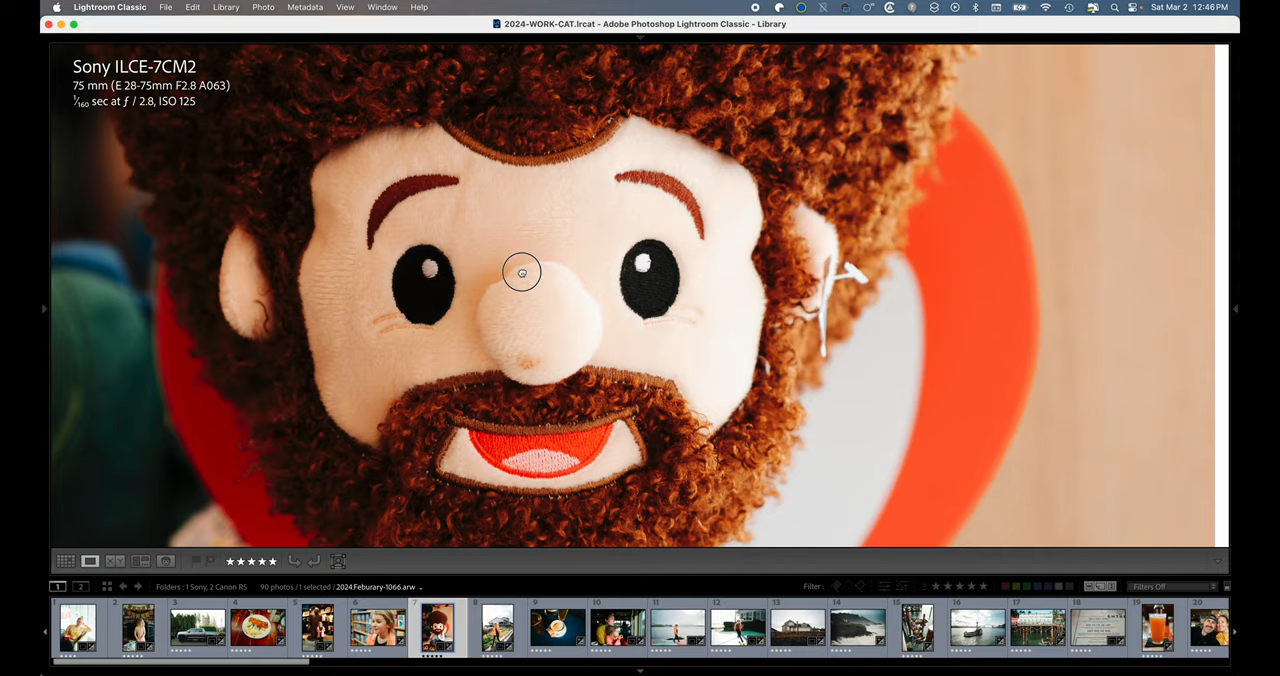 Lightroom Classic File Edit Library Photo Metadata View Window Help Sat Mar 2 12:46 PM
2024-WORK-CAT.lrcat - Adobe Photoshop Lightroom Classic - Library
Sony ILCE-7CM2
75 mm (E 28-75mm F2.8 A063)
1/160 sec at ƒ / 2.8, ISO 125
1 2 Folders : 1 Sony, 2 Canon R5 90 photos / 1 selected / 2024.Feburary-1066.arw Filter : Filters Off
1 2 3 4 5 6 7 8 9 10 11 12 13 14 15 16 17 18 19 20